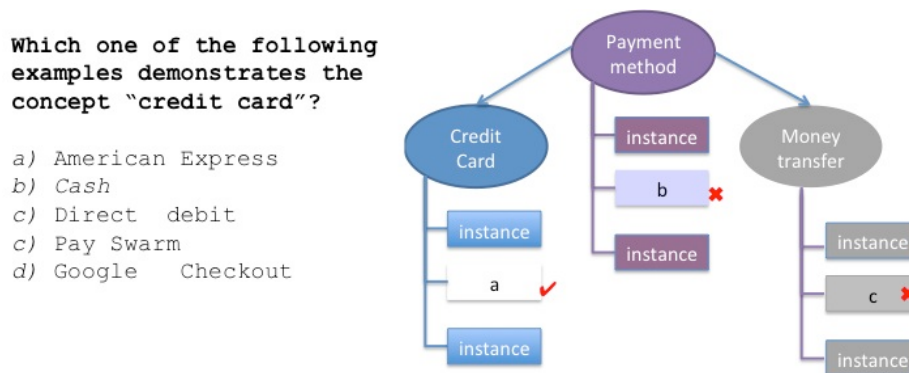 Which one of the following
examples demonstrates the
concept “credit card”?
a) American Express
b) Cash
c) Direct debit
c) Pay Swarm
d) Google Checkout
Payment
method
Credit
Card
Money
transfer
instance
b
instance
instance
a
instance
instance
c
instance